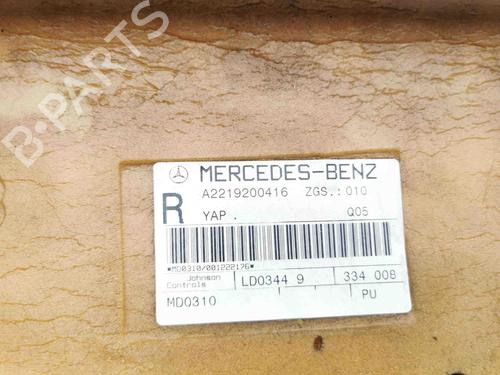 B-PARTS
MERCEDES-BENZ
A2219200416 ZGS.:010
R YAP . Q05
*MD0310/001222176*
Johnson Controls LD0344 9 334 008
MD0310 PU